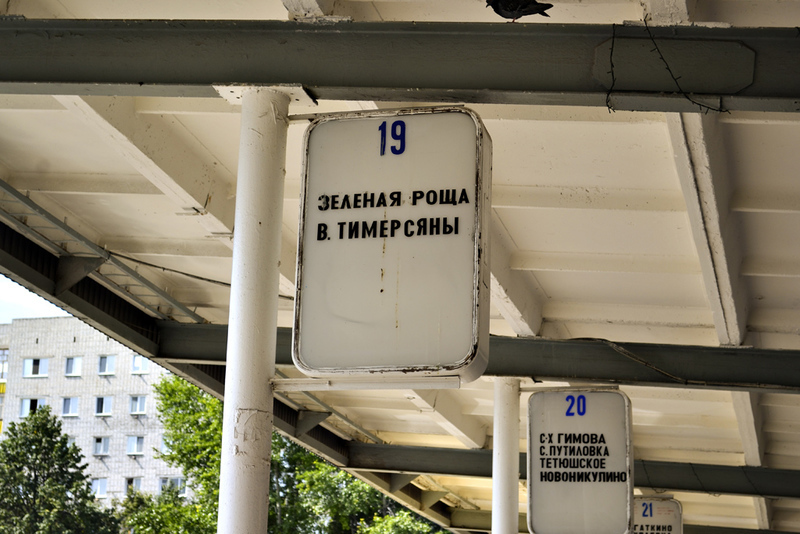 19
ЗЕЛЕНАЯ РОЩА
В. ТИМЕРСЯНЫ
20
С-Х ГИМОВА
С. ПУТИЛОВКА
ТЕТЮШСКОЕ
НОВОНИКУЛИНО
21